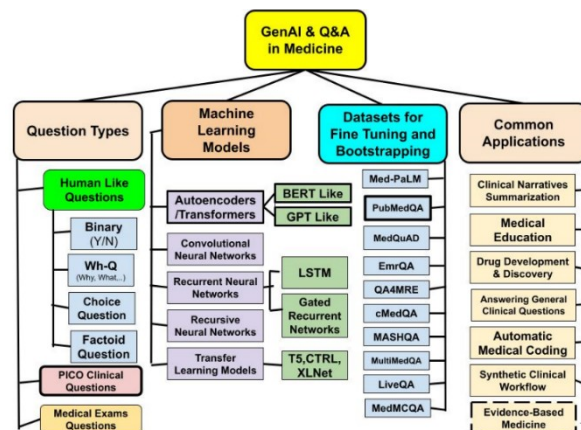 GenAI & Q&A
in Medicine
Question Types
Human Like
Questions
Binary
(Y/N)
Wh-Q
(Why, What,..)
Choice
Question
Factoid
Question
PICO Clinical
Questions
Medical Exams
Questions
Machine
Learning
Models
Autoencoders
/Transformers
BERT Like
GPT Like
Convolutional
Neural Networks
Recurrent Neural
Networks
LSTM
Gated
Recurrent
Networks
Recursive
Neural Networks
Transfer
Learning Models
T5,CTRL,
XLNet
Datasets for
Fine Tuning and
Bootstrapping
Med-PaLM
PubMedQA
MedQuAD
EmrQA
QA4MRE
cMedQA
MASHQA
MultiMedQA
LiveQA
MedMCQA
Common
Applications
Clinical Narratives
Summarization
Medical
Education
Drug Development
& Discovery
Answering General
Clinical Questions
Automatic
Medical Coding
Synthetic Clinical
Workflow
Evidence-Based
Medicine